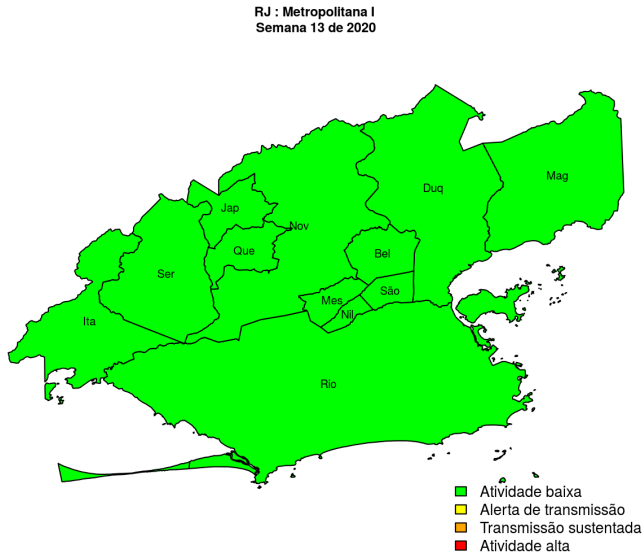 RJ : Metropolitana I
Semana 13 de 2020
Duq
Mag
Jap
Nov
Que
Bel
Ser
São
Mes
Nil
Ita
Rio
Atividade baixa
Alerta de transmissão
Transmissão sustentada
Atividade alta